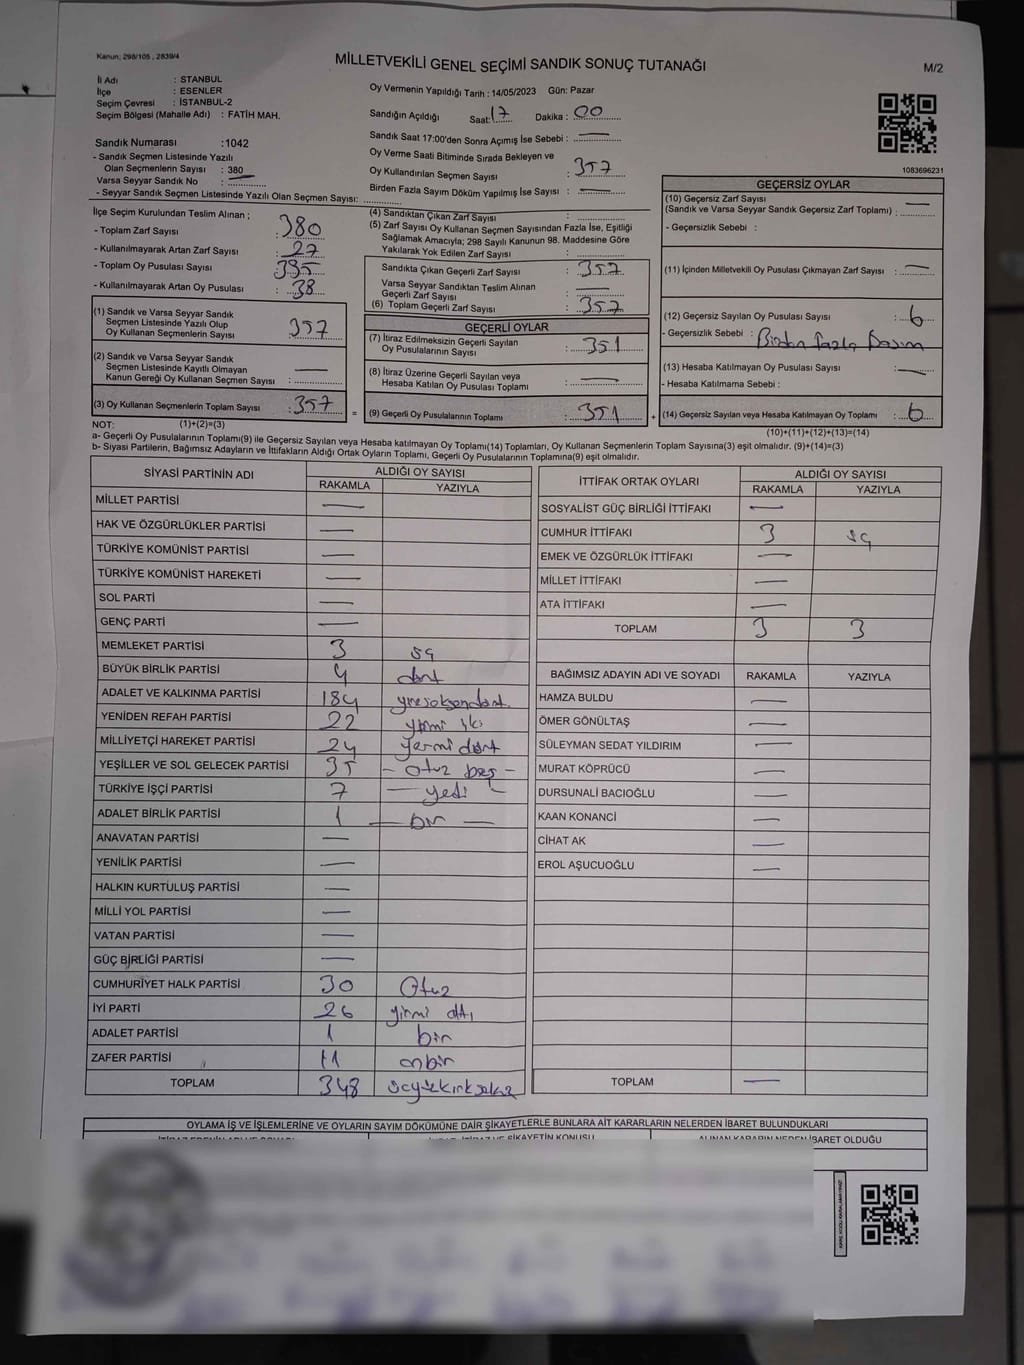 Kanun: 298/105 , 2839/4
MİLLETVEKİLİ GENEL SEÇİMİ SANDIK SONUÇ TUTANAĞI
M/2
İl Adı : STANBUL
İlçe : ESENLER
Seçim Çevresi : İSTANBUL-2
Seçim Bölgesi (Mahalle Adı) : FATİH MAH.
Oy Vermenin Yapıldığı Tarih : 14/05/2023 Gün: Pazar
Sandığın Açıldığı Saat: 17 Dakika : 00
Sandık Saat 17:00'den Sonra Açımış İse Sebebi : —
Sandık Numarası :1042
- Sandık Seçmen Listesinde Yazılı
Olan Seçmenlerin Sayısı : 380
Varsa Seyyar Sandık No :
- Seyyar Sandık Seçmen Listesinde Yazılı Olan Seçmen Sayısı:
Oy Verme Saati Bitiminde Sırada Bekleyen ve
Oy Kullandırılan Seçmen Sayısı : 357
Birden Fazla Sayım Döküm Yapılmış İse Sayısı : —
1083696231
İlçe Seçim Kurulundan Teslim Alınan ;
- Toplam Zarf Sayısı : 380
- Kullanılmayarak Artan Zarf Sayısı : 27
- Toplam Oy Pusulası Sayısı : 395
- Kullanılmayarak Artan Oy Pusulası : 38
(1) Sandık ve Varsa Seyyar Sandık
Seçmen Listesinde Yazılı Olup
Oy Kullanan Seçmenlerin Sayısı : 357
(2) Sandık ve Varsa Seyyar Sandık
Seçmen Listesinde Kayıtlı Olmayan
Kanun Gereği Oy Kullanan Seçmen Sayısı : —
(3) Oy Kullanan Seçmenlerin Toplam Sayısı : 357
(1)+(2)=(3)
(4) Sandıktan Çıkan Zarf Sayısı :
(5) Zarf Sayısı Oy Kullanan Seçmen Sayısından Fazla İse, Eşitliği
Sağlamak Amacıyla; 298 Sayılı Kanunun 98. Maddesine Göre
Yakılarak Yok Edilen Zarf Sayısı :
Sandıkta Çıkan Geçerli Zarf Sayısı : 357
Varsa Seyyar Sandıktan Teslim Alınan
Geçerli Zarf Sayısı : —
(6) Toplam Geçerli Zarf Sayısı : 357
GEÇERLİ OYLAR
(7) İtiraz Edilmeksizin Geçerli Sayılan
Oy Pusulalarının Sayısı : 351
(8) İtiraz Üzerine Geçerli Sayılan veya
Hesaba Katılan Oy Pusulası Toplamı : —
= (9) Geçerli Oy Pusulalarının Toplamı : 351 +
GEÇERSİZ OYLAR
(10) Geçersiz Zarf Sayısı
(Sandık ve Varsa Seyyar Sandık Geçersiz Zarf Toplamı) : —
- Geçersizlik Sebebi :
(11) İçinden Milletvekili Oy Pusulası Çıkmayan Zarf Sayısı : —
(12) Geçersiz Sayılan Oy Pusulası Sayısı : 6
- Geçersizlik Sebebi : Birden fazla Basım
(13) Hesaba Katılmayan Oy Pusulası Sayısı : —
- Hesaba Katılmama Sebebi :
(14) Geçersiz Sayılan veya Hesaba Katılmayan Oy Toplamı : 6
(10)+(11)+(12)+(13)=(14)
NOT:
a- Geçerli Oy Pusulalarının Toplamı(9) ile Geçersiz Sayılan veya Hesaba katılmayan Oy Toplamı(14) Toplamları, Oy Kullanan Seçmenlerin Toplam Sayısına(3) eşit olmalıdır. (9)+(14)=(3)
b- Siyasi Partilerin, Bağımsız Adayların ve İttifakların Aldığı Ortak Oyların Toplamı, Geçerli Oy Pusulalarının Toplamına(9) eşit olmalıdır.
SİYASİ PARTİNİN ADI ALDIĞI OY SAYISI
RAKAMLA YAZIYLA
MİLLET PARTİSİ —
HAK VE ÖZGÜRLÜKLER PARTİSİ —
TÜRKİYE KOMÜNİST PARTİSİ —
TÜRKİYE KOMÜNİST HAREKETİ —
SOL PARTİ —
GENÇ PARTİ —
MEMLEKET PARTİSİ 3 üç
BÜYÜK BİRLİK PARTİSİ 4 dört
ADALET VE KALKINMA PARTİSİ 184 yüzseksendört.
YENİDEN REFAH PARTİSİ 22 yirmi iki
MİLLİYETÇİ HAREKET PARTİSİ 24 yermi dört
YEŞİLLER VE SOL GELECEK PARTİSİ 35 - otuz beş -
TÜRKİYE İŞÇİ PARTİSİ 7 — yedi —
ADALET BİRLİK PARTİSİ 1 — bir —
ANAVATAN PARTİSİ —
YENİLİK PARTİSİ —
HALKIN KURTULUŞ PARTİSİ —
MİLLİ YOL PARTİSİ —
VATAN PARTİSİ —
GÜÇ BİRLİĞİ PARTİSİ —
CUMHURİYET HALK PARTİSİ 30 Otuz
İYİ PARTİ 26 yirmi altı
ADALET PARTİSİ 1 bir
ZAFER PARTİSİ 11 onbir
TOPLAM 348 üçyüzkırksekiz
İTTİFAK ORTAK OYLARI ALDIĞI OY SAYISI
RAKAMLA YAZIYLA
SOSYALİST GÜÇ BİRLİĞİ İTTİFAKI —
CUMHUR İTTİFAKI 3 üç
EMEK VE ÖZGÜRLÜK İTTİFAKI —
MİLLET İTTİFAKI —
ATA İTTİFAKI —
TOPLAM 3 3
BAĞIMSIZ ADAYIN ADI VE SOYADI RAKAMLA YAZIYLA
HAMZA BULDU —
ÖMER GÖNÜLTAŞ —
SÜLEYMAN SEDAT YILDIRIM —
MURAT KÖPRÜCÜ —
DURSUNALİ BACIOĞLU —
KAAN KONANCİ —
CİHAT AK —
EROL AŞUCUOĞLU —
TOPLAM —
OYLAMA İŞ VE İŞLEMLERİNE VE OYLARIN SAYIM DÖKÜMÜNE DAİR ŞİKAYETLERLE BUNLARA AİT KARARLARIN NELERDEN İBARET BULUNDUKLARI
ŞİKAYETİN KONUSU
ALINAN KARARIN NEDEN İBARET OLDUĞU